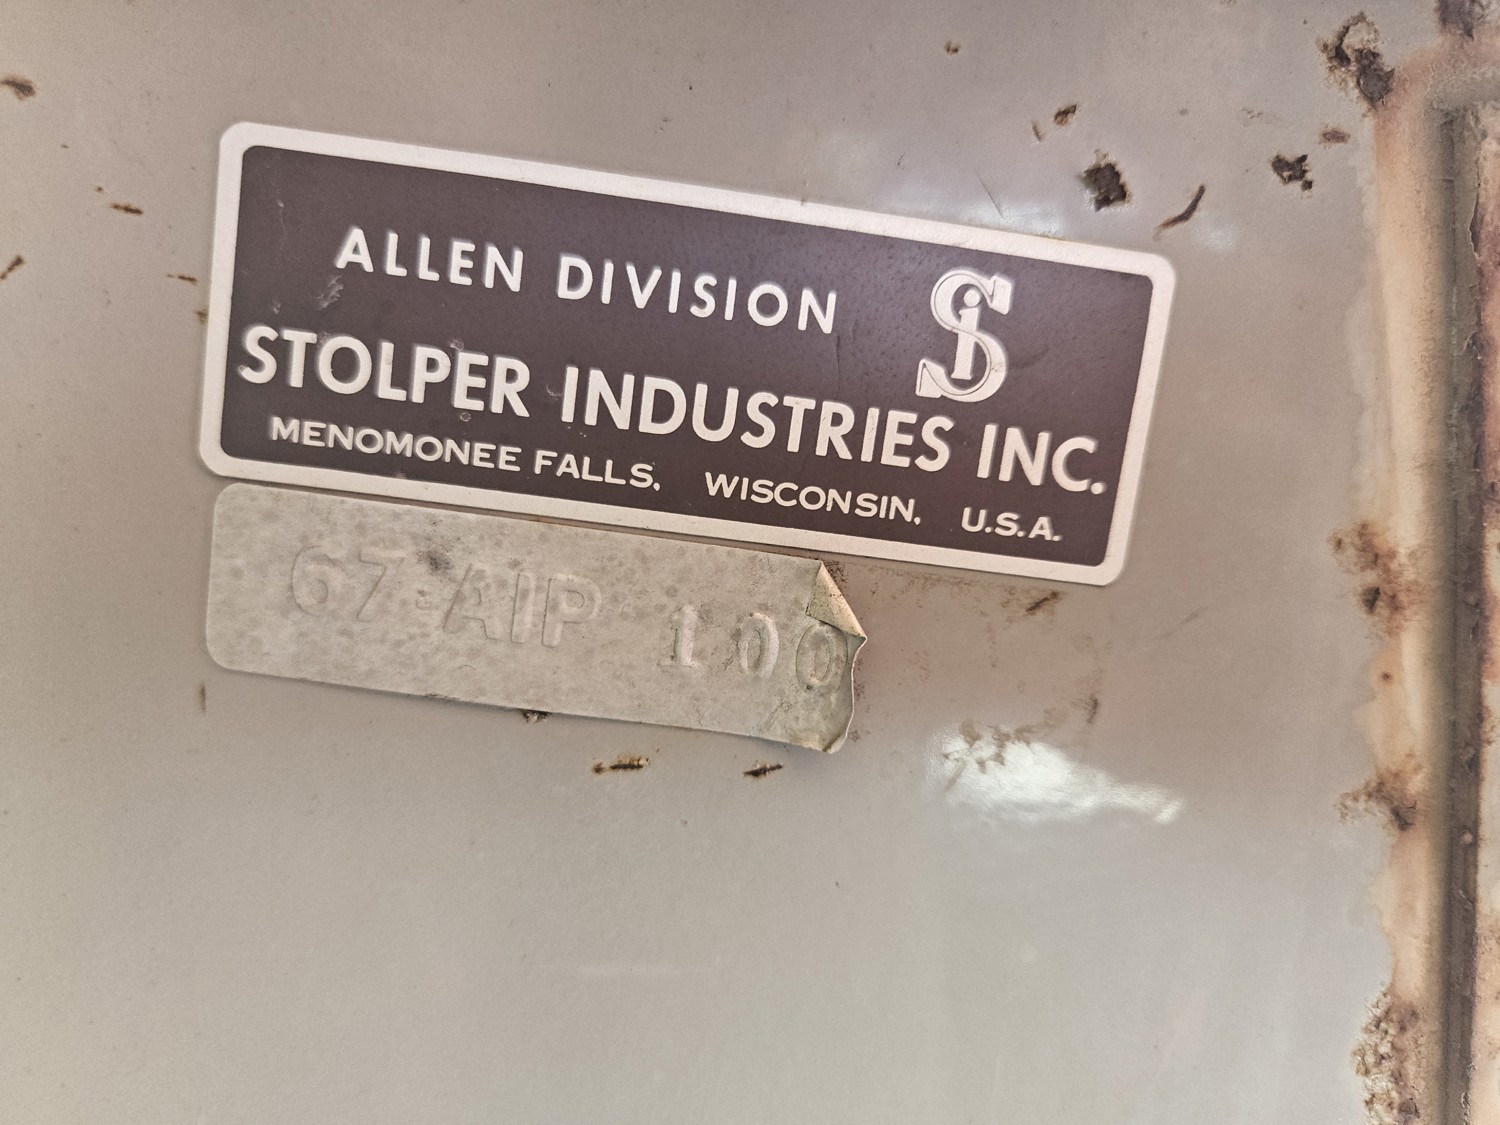 ALLEN DIVISION
Si
STOLPER INDUSTRIES INC.
MENOMONEE FALLS, WISCONSIN, U.S.A.
67-AIP 100